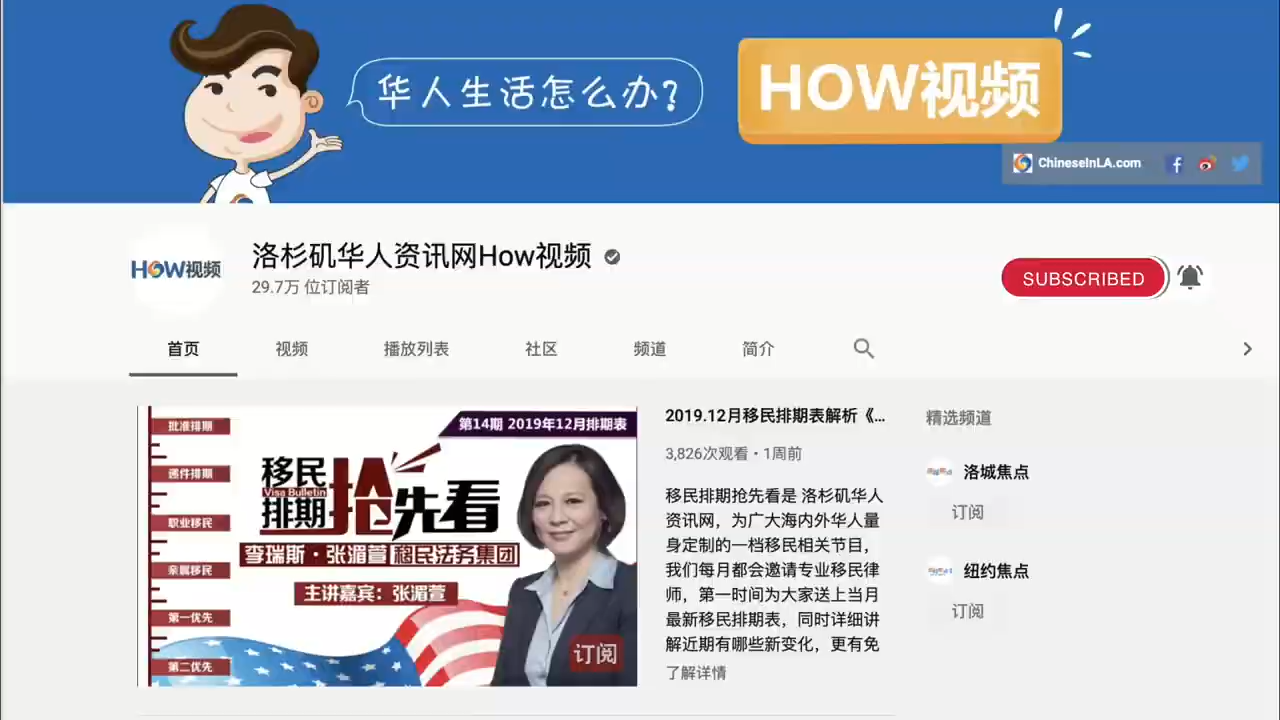 华人生活怎么办?
HOW视频
ChineseInLA.com
HOW视频
洛杉矶华人资讯网How视频
29.7万 位订阅者
SUBSCRIBED
首页
视频
播放列表
社区
频道
简介
批准排期
递件排期
职业移民
亲属移民
第一优先
第二优先
第14期 2019年12月排期表
移民
Visa Bulletin
排期
抢先看
李瑞斯·张湄萱 移民法务集团
主讲嘉宾：张湄萱
订阅
2019.12月移民排期表解析《...
3,826次观看・1周前
移民排期抢先看是 洛杉矶华人
资讯网，为广大海内外华人量
身定制的一档移民相关节目，
我们每月都会邀请专业移民律
师，第一时间为大家送上当月
最新移民排期表，同时详细讲
解近期有哪些新变化，更有免
了解详情
精选频道
洛城焦点
订阅
纽约焦点
订阅